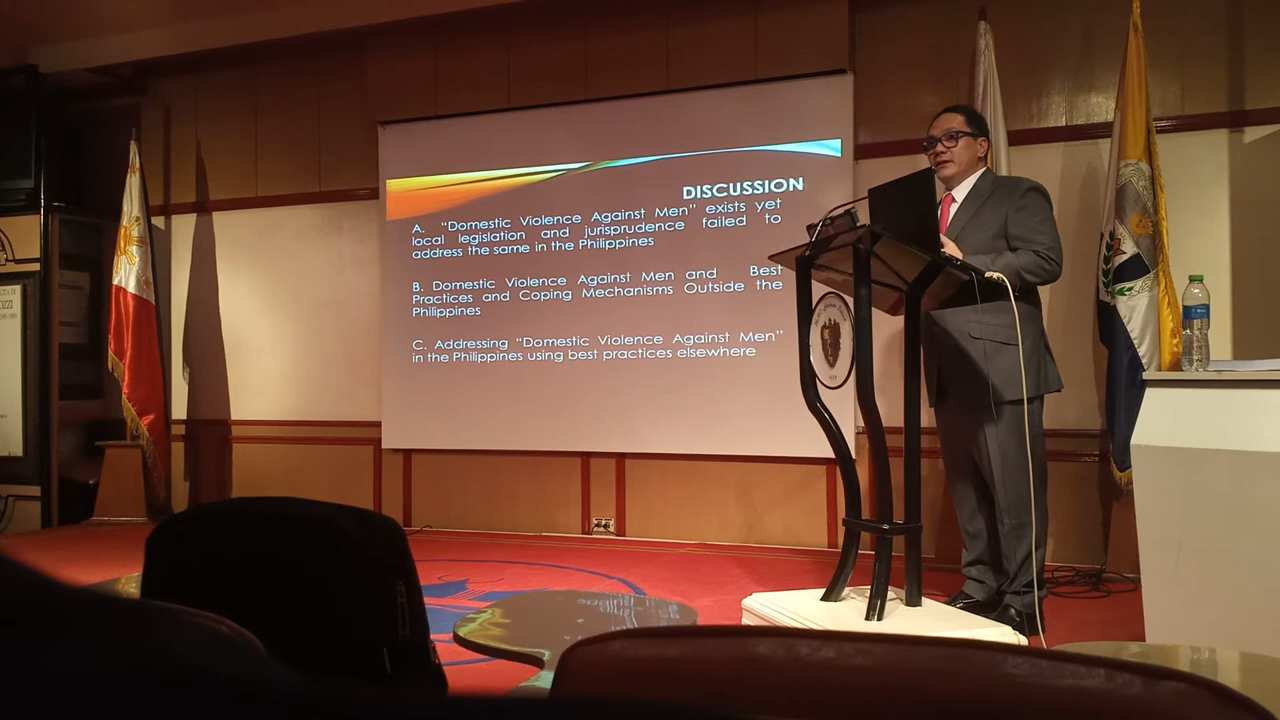 DISCUSSION
A. “Domestic Violence Against Men” exists yet
local legislation and jurisprudence failed to
address the same in the Philippines
B. Domestic Violence Against Men and Best
Practices and Coping Mechanisms Outside the
Philippines
C. Addressing “Domestic Violence Against Men”
in the Philippines using best practices elsewhere